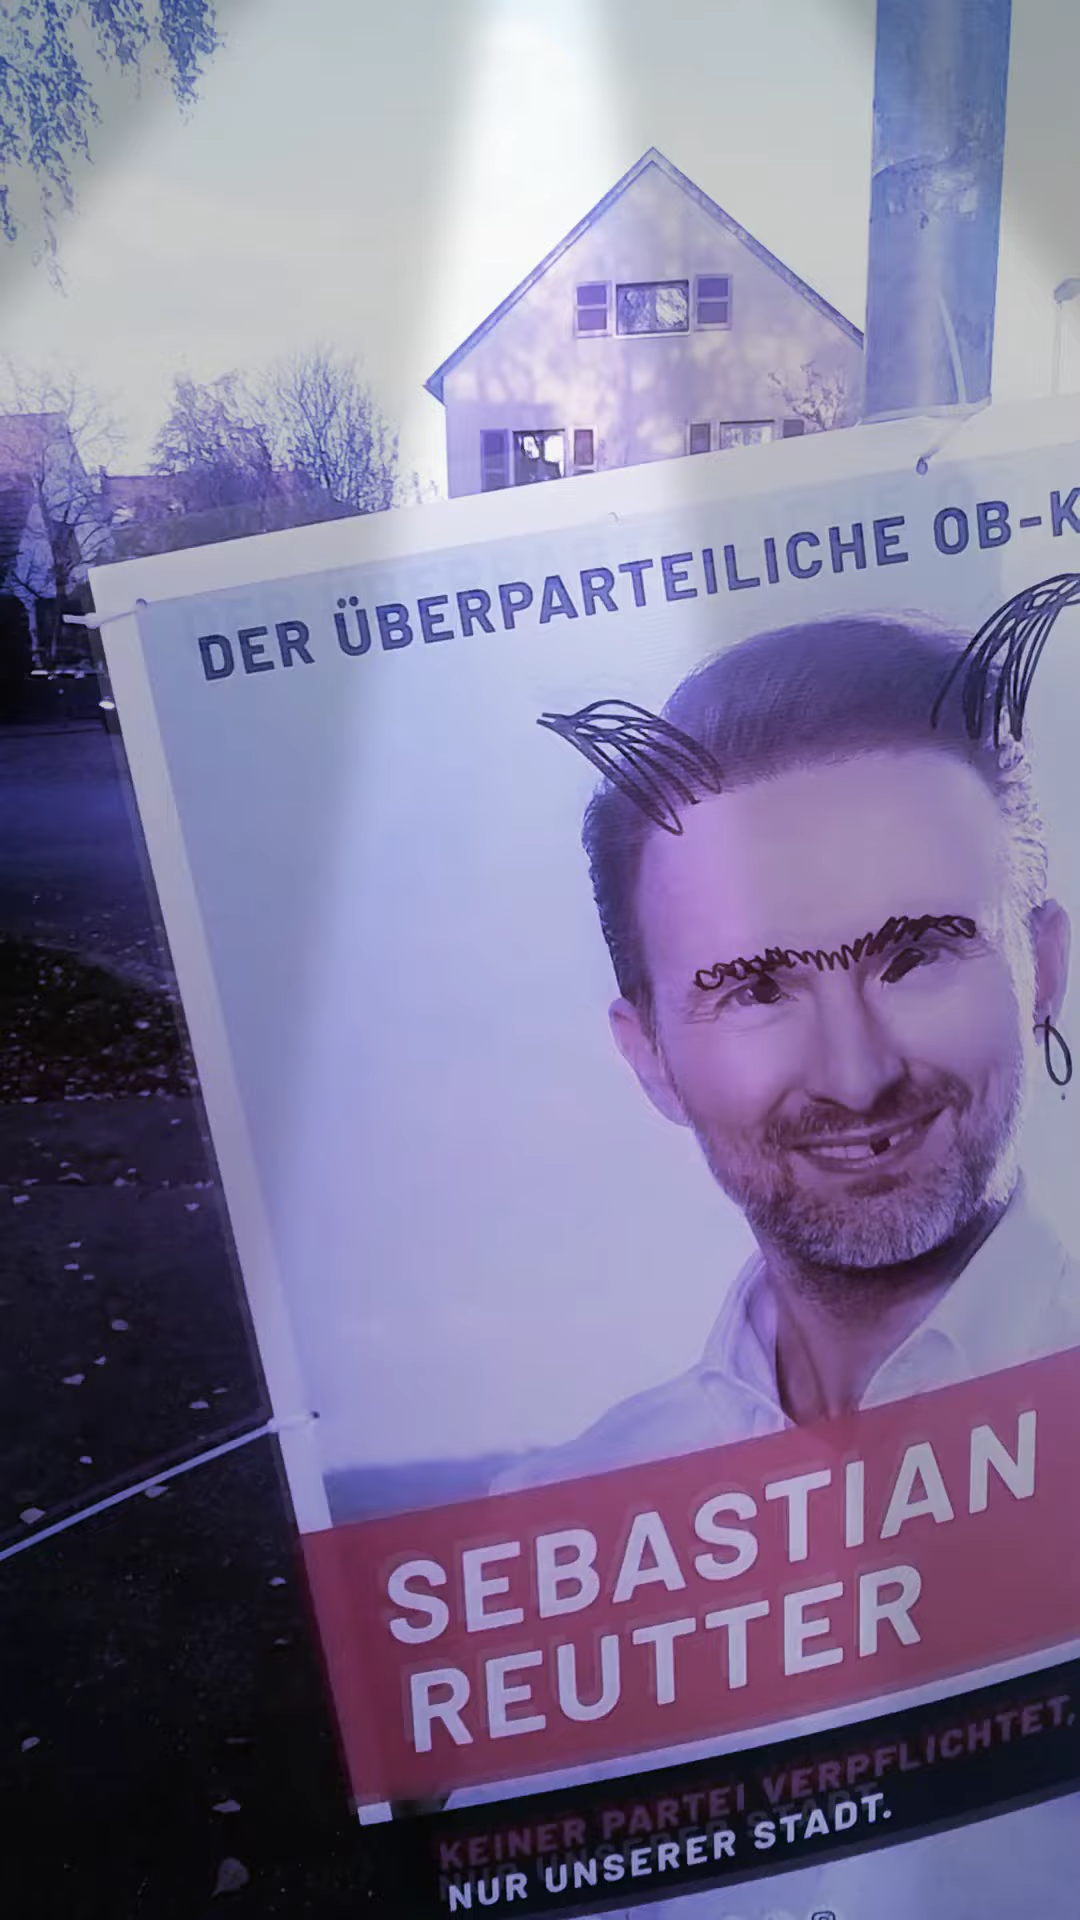 DER ÜBERPARTEILICHE OB-K
SEBASTIAN
REUTTER
KEINER PARTEI VERPFLICHTET,
NUR UNSERER STADT.